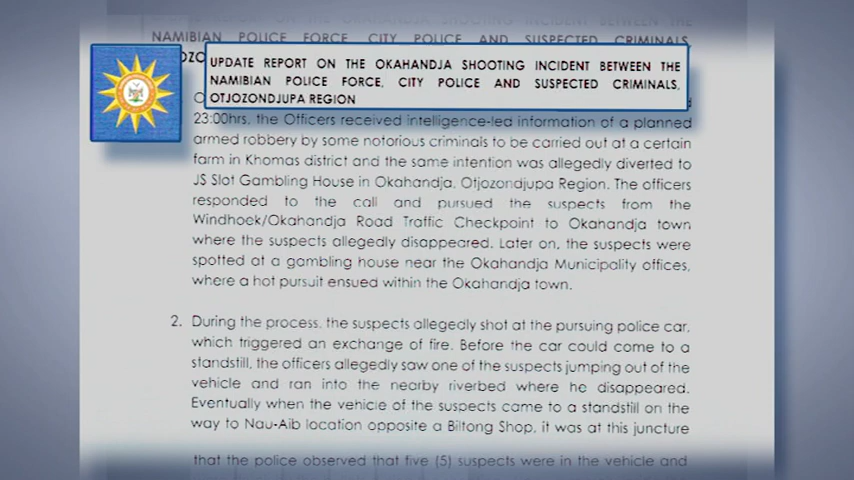 NAMIBIAN POLICE FORCE, CITY POLICE AND SUSPECTED CRIMINALS,
UPDATE REPORT ON THE OKAHANDJA SHOOTING INCIDENT BETWEEN THE
NAMIBIAN POLICE FORCE, CITY POLICE AND SUSPECTED CRIMINALS,
OTJOZONDJUPA REGION
23:00hrs, the Officers received intelligence-led information of a planned
armed robbery by some notorious criminals to be carried out at a certain
farm in Khomas district and the same intention was allegedly diverted to
JS Slot Gambling House in Okahandja, Otjozondjupa Region. The officers
responded to the call and pursued the suspects from the
Windhoek/Okahandja Road Traffic Checkpoint to Okahandja town
where the suspects allegedly disappeared. Later on, the suspects were
spotted at a gambling house near the Okahandja Municipality offices,
where a hot pursuit ensued within the Okahandja town.
2. During the process, the suspects allegedly shot at the pursuing police car,
which triggered an exchange of fire. Before the car could come to a
standstill, the officers allegedly saw one of the suspects jumping out of the
vehicle and ran into the nearby riverbed where he disappeared.
Eventually when the vehicle of the suspects came to a standstill on the
way to Nau-Aib location opposite a Biltong Shop, it was at this juncture
that the police observed that five (5) suspects were in the vehicle and